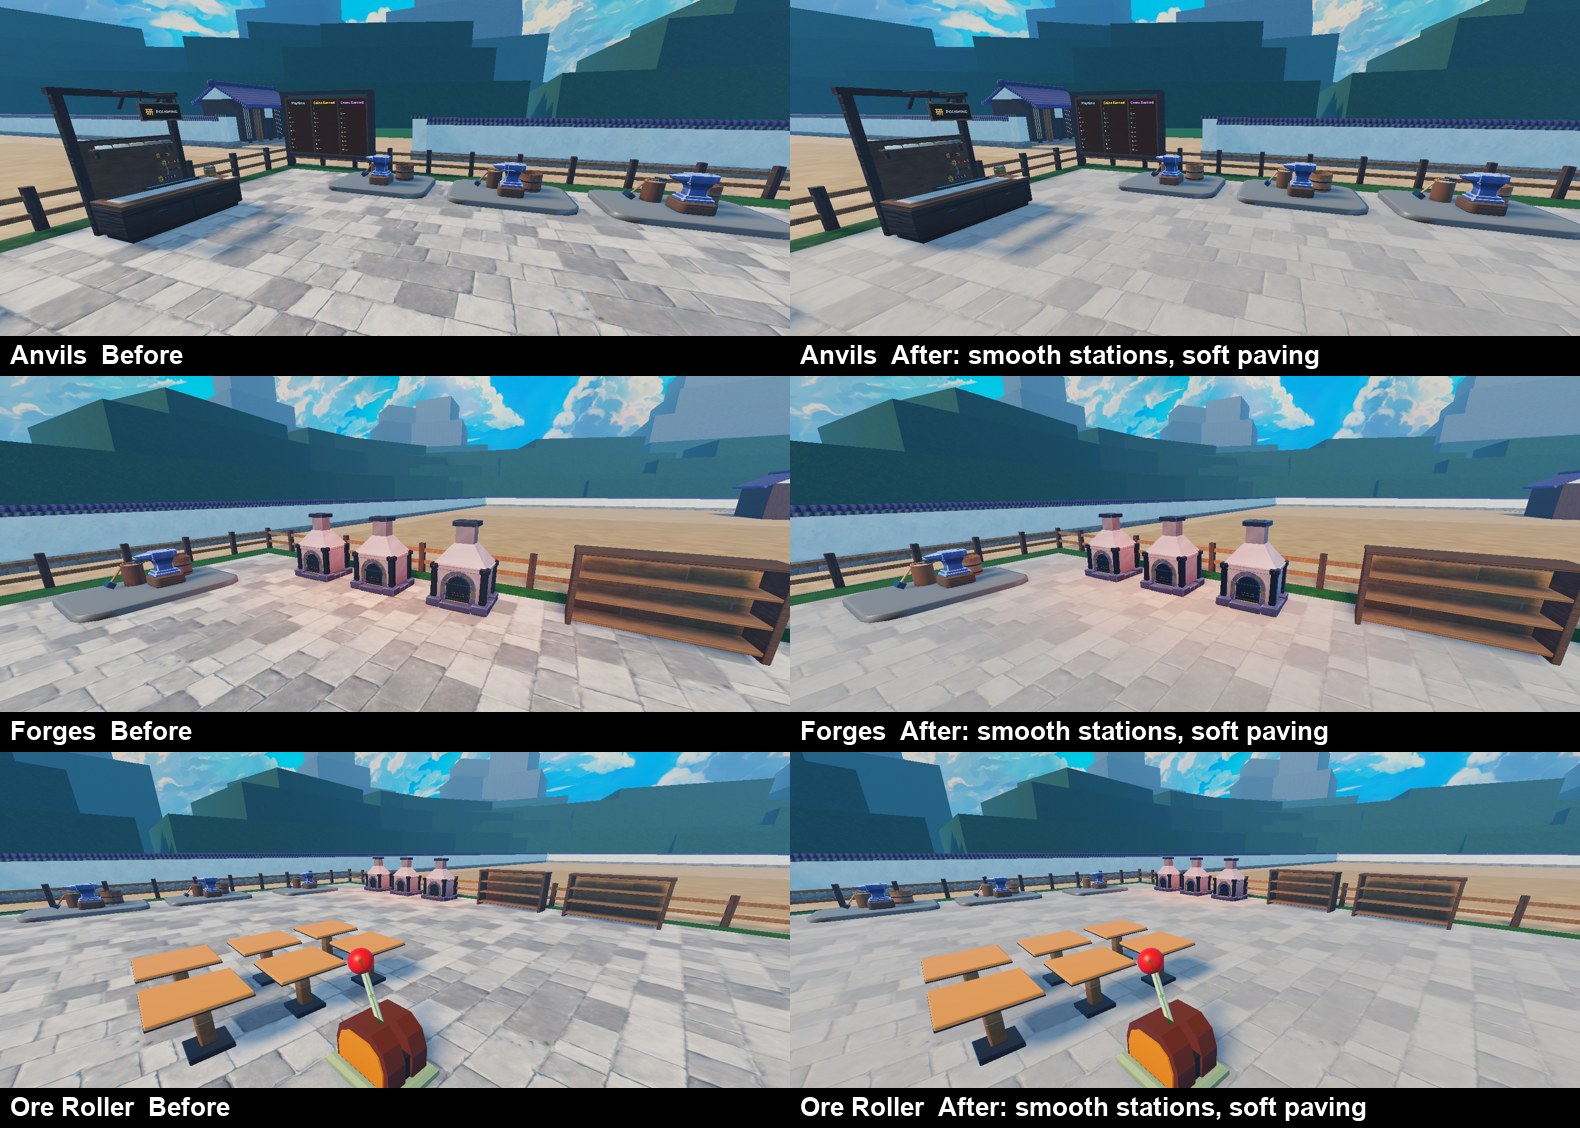 Anvils Before
Anvils After: smooth stations, soft paving
Forges Before
Forges After: smooth stations, soft paving
Ore Roller Before
Ore Roller After: smooth stations, soft paving